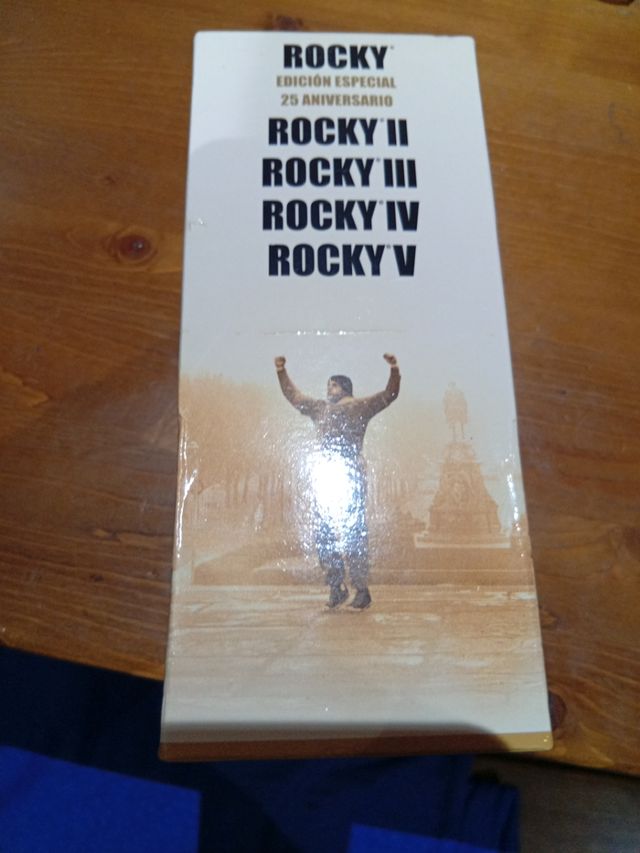 ROCKY®
EDICIÓN ESPECIAL
25 ANIVERSARIO
ROCKY® II
ROCKY® III
ROCKY® IV
ROCKY® V